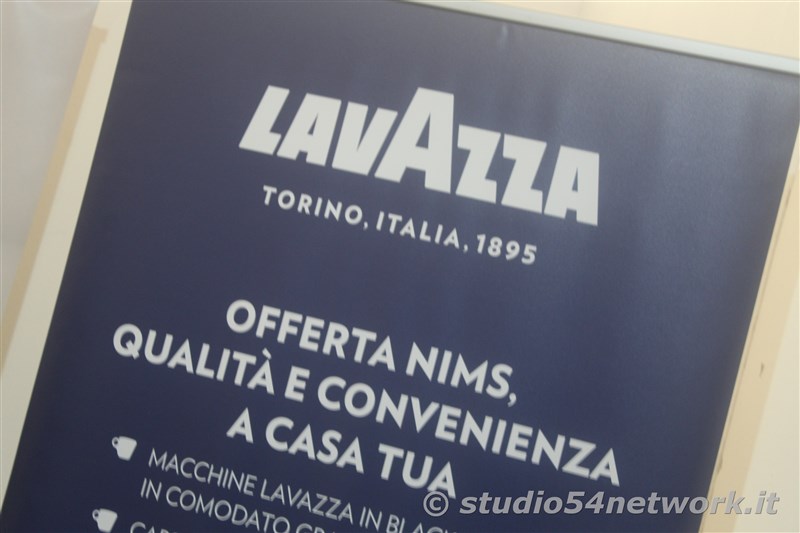 LAVAZZA
TORINO, ITALIA, 1895
OFFERTA NIMS,
QUALITÀ E CONVENIENZA
A CASA TUA
MACCHINE LAVAZZA IN
IN COMODATO
© studio54network.it